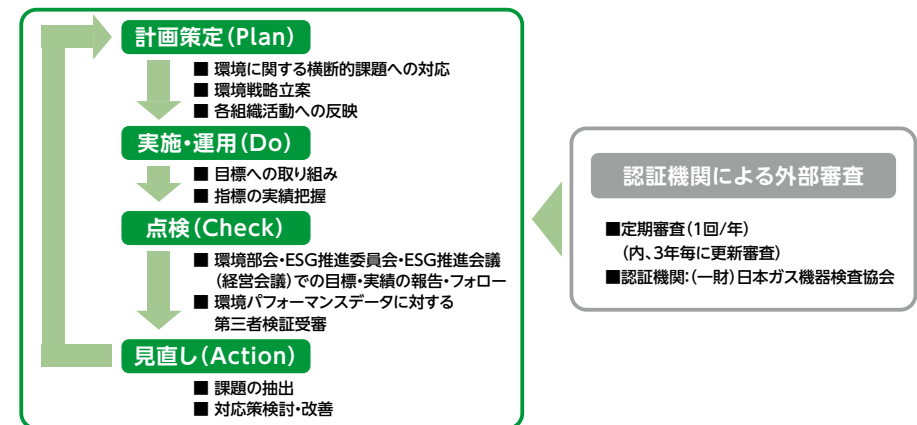 計画策定(Plan)
■ 環境に関する横断的課題への対応
■ 環境戦略立案
■ 各組織活動への反映
実施・運用(Do)
■ 目標への取り組み
■ 指標の実績把握
点検(Check)
■ 環境部会・ESG推進委員会・ESG推進会議
(経営会議)での目標・実績の報告・フォロー
■ 環境パフォーマンスデータに対する
第三者検証受審
見直し(Action)
■ 課題の抽出
■ 対応策検討・改善
認証機関による外部審査
■定期審査(1回/年)
(内、3年毎に更新審査)
■認証機関:(一財)日本ガス機器検査協会